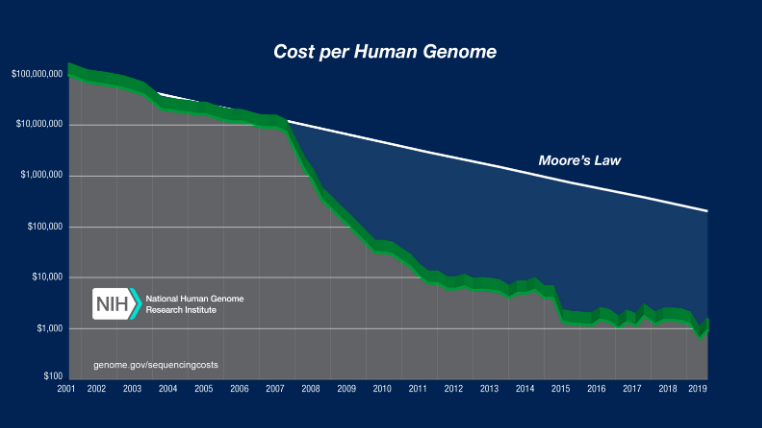 Cost per Human Genome
$100,000,000
$10,000,000
$1,000,000
$100,000
$10,000
$1,000
$100
Moore's Law
NIH
National Human Genome
Research Institute
genome.gov/sequencingcosts
2001 2002 2003 2004 2005 2006 2007 2008 2009 2010 2011 2012 2013 2014 2015 2016 2017 2018 2019